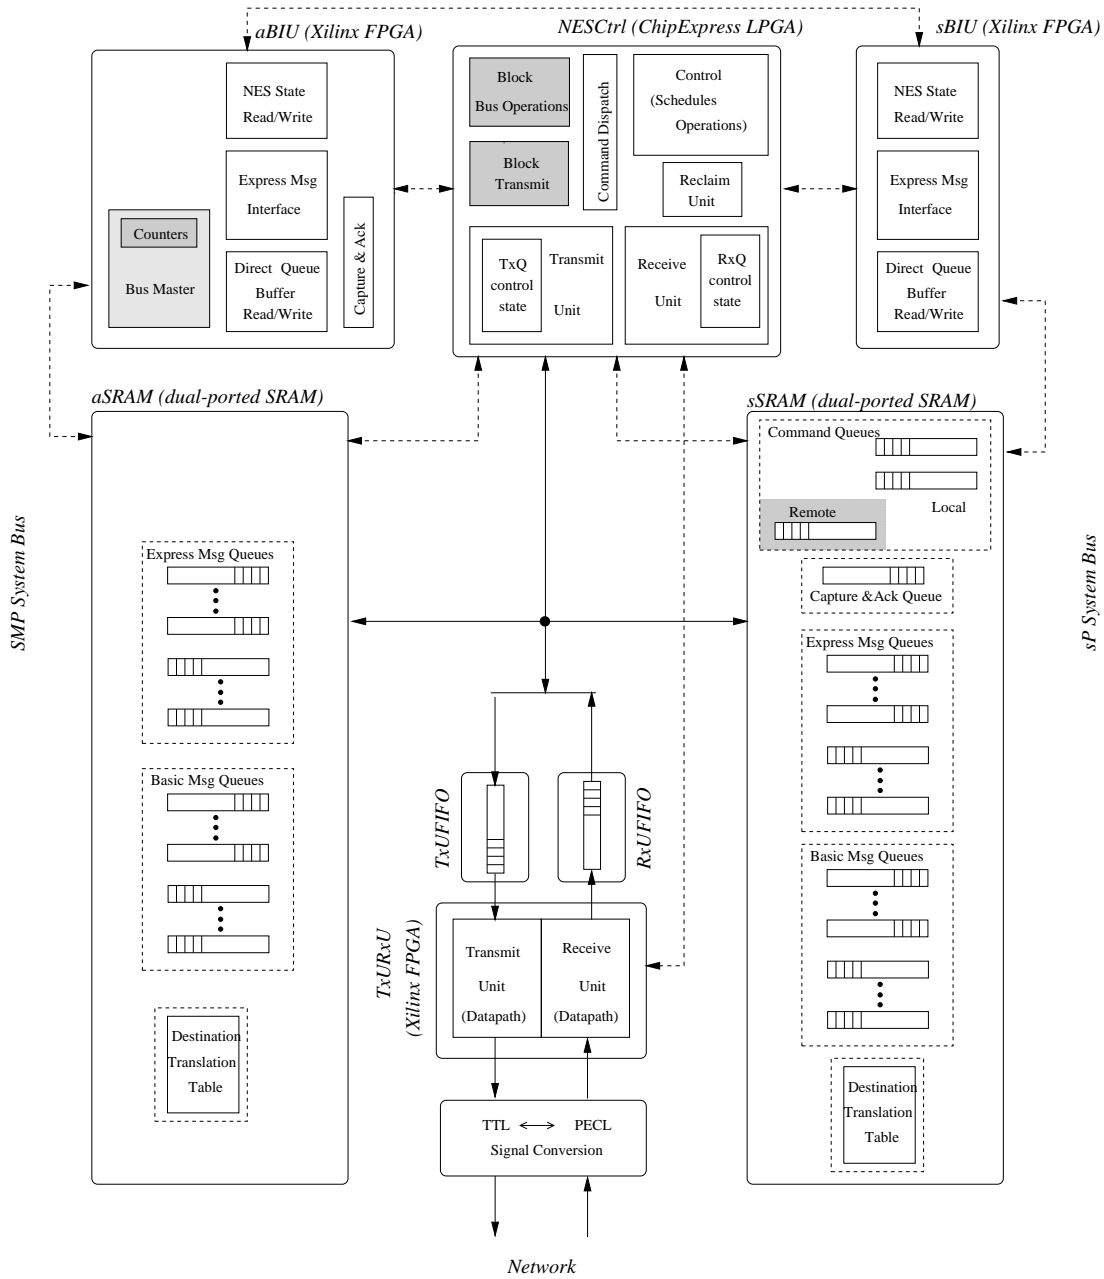 aBIU (Xilinx FPGA)
NESCtrl (ChipExpress LPGA)
sBIU (Xilinx FPGA)
NES State
Read/Write
Express Msg
Interface
Counters
Bus Master
Direct Queue
Buffer
Read/Write
Capture & Ack
Block
Bus Operations
Block
Transmit
Command Dispatch
Control
(Schedules
Operations)
Reclaim
Unit
TxQ
control
state
Transmit
Unit
Receive
Unit
RxQ
control
state
NES State
Read/Write
Express Msg
Interface
Direct Queue
Buffer
Read/Write
aSRAM (dual-ported SRAM)
sSRAM (dual-ported SRAM)
SMP System Bus
sP System Bus
Express Msg Queues
Basic Msg Queues
Destination
Translation
Table
Command Queues
Local
Remote
Capture &Ack Queue
Express Msg Queues
Basic Msg Queues
Destination
Translation
Table
TxUFIFO
RxUFIFO
TxURxU
(Xilinx FPGA)
Transmit
Unit
(Datapath)
Receive
Unit
(Datapath)
TTL PECL
Signal Conversion
Network